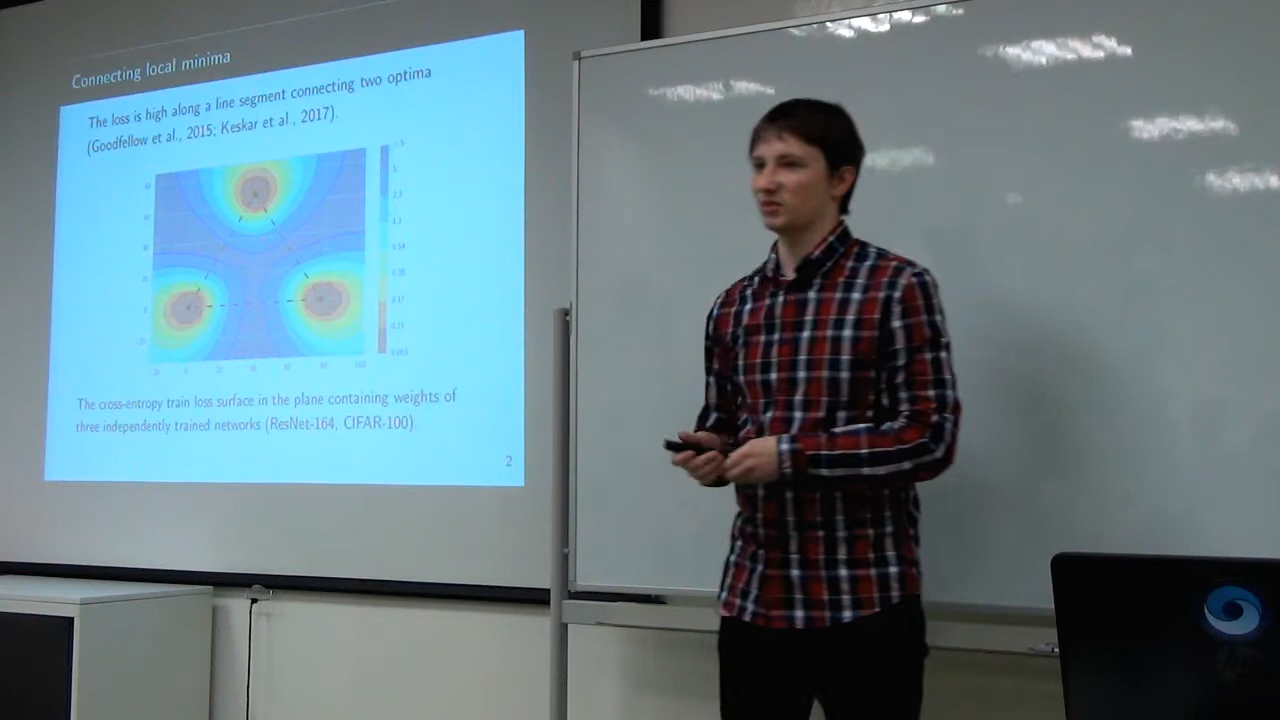 Connecting local minima
The loss is high along a line segment connecting two optima
(Goodfellow et al., 2015; Keskar et al., 2017).
The cross-entropy train loss surface in the plane containing weights of
three independently trained networks (ResNet-164, CIFAR-100).
2